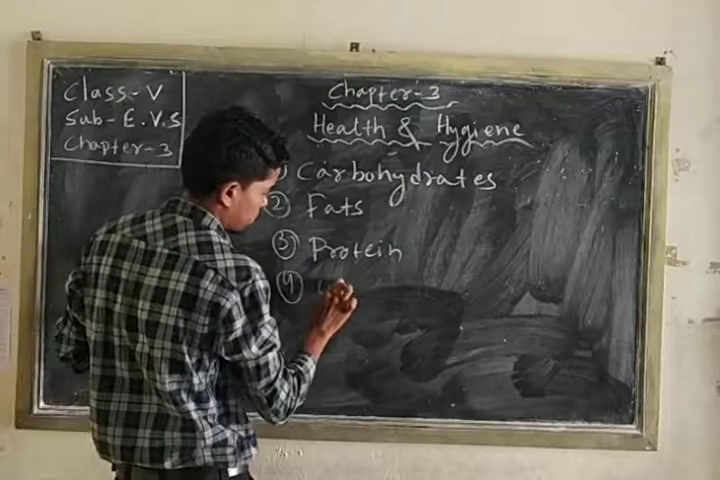 Class:- V
Sub- E.V.S
Chapter-3
Chapter-3
Health & Hygiene
Carbohydrates
② Fats
③ Protein
④